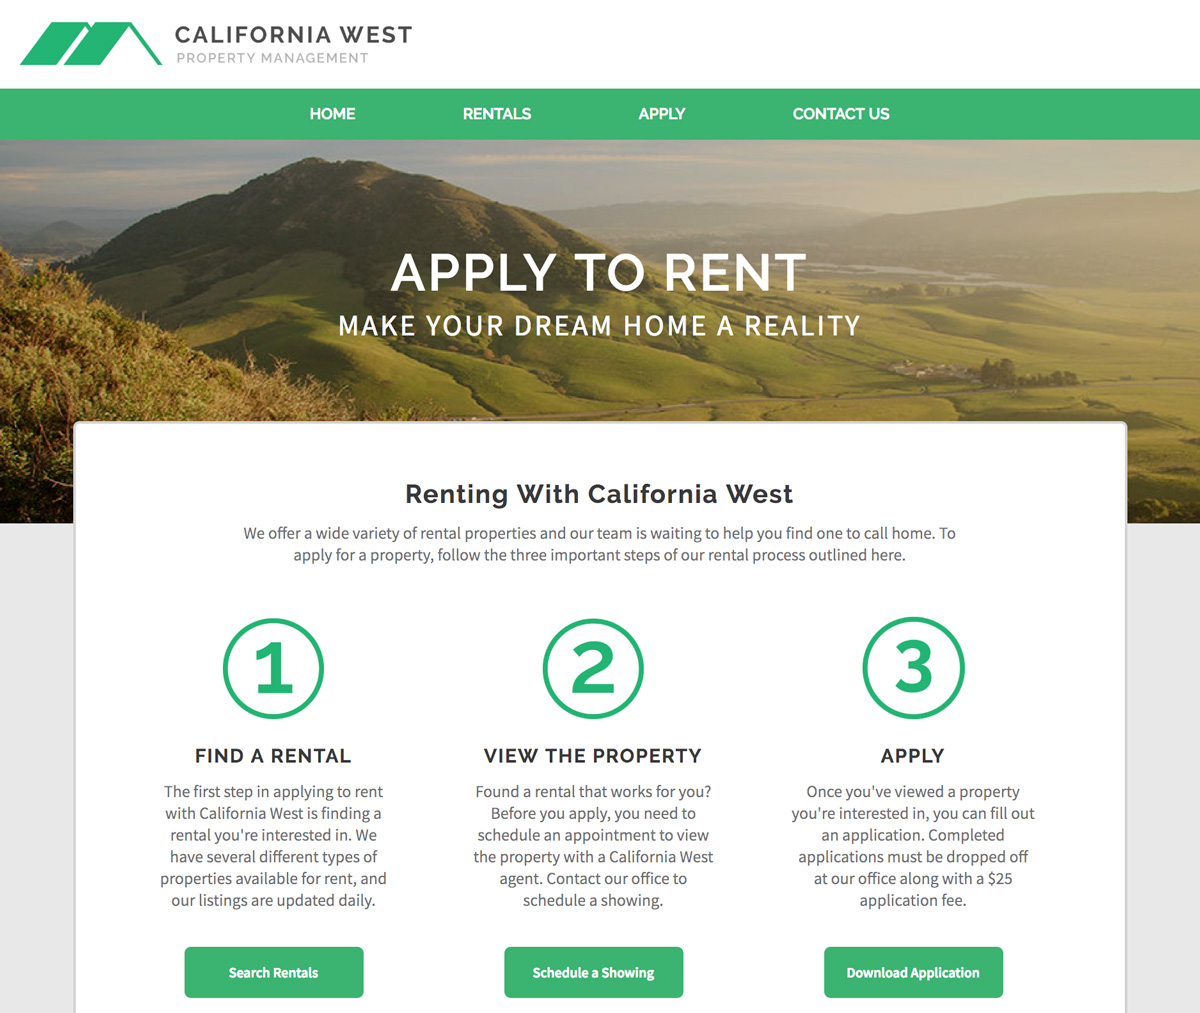 CALIFORNIA WEST
PROPERTY MANAGEMENT
HOME RENTALS APPLY CONTACT US
APPLY TO RENT
MAKE YOUR DREAM HOME A REALITY
Renting With California West
We offer a wide variety of rental properties and our team is waiting to help you find one to call home. To
apply for a property, follow the three important steps of our rental process outlined here.
1
FIND A RENTAL
The first step in applying to rent
with California West is finding a
rental you're interested in. We
have several different types of
properties available for rent, and
our listings are updated daily.
Search Rentals
2
VIEW THE PROPERTY
Found a rental that works for you?
Before you apply, you need to
schedule an appointment to view
the property with a California West
agent. Contact our office to
schedule a showing.
Schedule a Showing
3
APPLY
Once you've viewed a property
you're interested in, you can fill out
an application. Completed
applications must be dropped off
at our office along with a $25
application fee.
Download Application